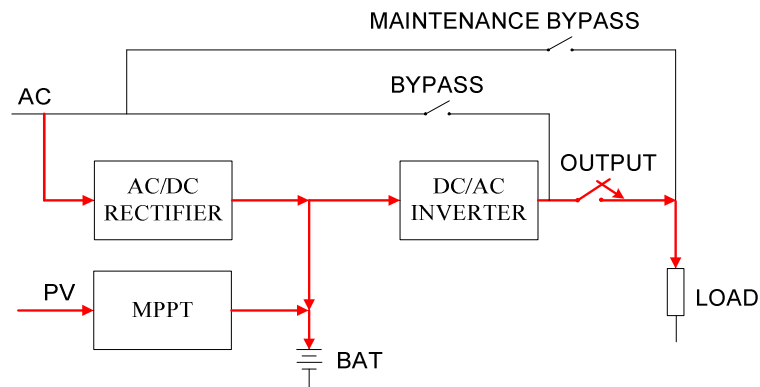 MAINTENANCE BYPASS
AC
BYPASS
OUTPUT
AC/DC
RECTIFIER
DC/AC
INVERTER
PV
MPPT
LOAD
BAT